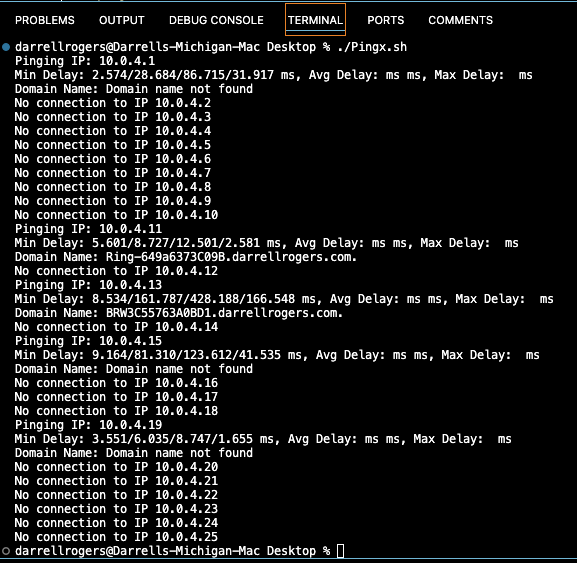 PROBLEMS OUTPUT DEBUG CONSOLE TERMINAL PORTS COMMENTS
darrellrogers@Darrells-Michigan-Mac Desktop % ./Pingx.sh
Pinging IP: 10.0.4.1
Min Delay: 2.574/28.684/86.715/31.917 ms, Avg Delay: ms ms, Max Delay:  ms
Domain Name: Domain name not found
No connection to IP 10.0.4.2
No connection to IP 10.0.4.3
No connection to IP 10.0.4.4
No connection to IP 10.0.4.5
No connection to IP 10.0.4.6
No connection to IP 10.0.4.7
No connection to IP 10.0.4.8
No connection to IP 10.0.4.9
No connection to IP 10.0.4.10
Pinging IP: 10.0.4.11
Min Delay: 5.601/8.727/12.501/2.581 ms, Avg Delay: ms ms, Max Delay:  ms
Domain Name: Ring-649a6373C09B.darrellrogers.com.
No connection to IP 10.0.4.12
Pinging IP: 10.0.4.13
Min Delay: 8.534/161.787/428.188/166.548 ms, Avg Delay: ms ms, Max Delay:  ms
Domain Name: BRW3C55763A0BD1.darrellrogers.com.
No connection to IP 10.0.4.14
Pinging IP: 10.0.4.15
Min Delay: 9.164/81.310/123.612/41.535 ms, Avg Delay: ms ms, Max Delay:  ms
Domain Name: Domain name not found
No connection to IP 10.0.4.16
No connection to IP 10.0.4.17
No connection to IP 10.0.4.18
Pinging IP: 10.0.4.19
Min Delay: 3.551/6.035/8.747/1.655 ms, Avg Delay: ms ms, Max Delay:  ms
Domain Name: Domain name not found
No connection to IP 10.0.4.20
No connection to IP 10.0.4.21
No connection to IP 10.0.4.22
No connection to IP 10.0.4.23
No connection to IP 10.0.4.24
No connection to IP 10.0.4.25
darrellrogers@Darrells-Michigan-Mac Desktop %